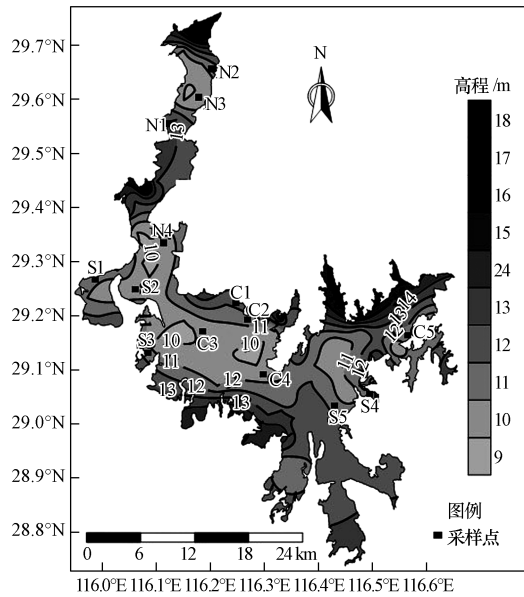 29.7°N
29.6°N
29.5°N
29.4°N
29.3°N
29.2°N
29.1°N
29.0°N
28.9°N
28.8°N
N
N2
N3
N1
13
N4
10
S1
S2
C1
C2
11
S3
10
C3
10
11
C4
12
13
12
13
11
12
S5
S4
12
13
14
C5
高程/m
18
17
16
15
24
13
12
11
10
9
图例
采样点
0 6 12 18 24 km
116.0°E 116.1°E 116.2°E 116.3°E 116.4°E 116.5°E 116.6°E